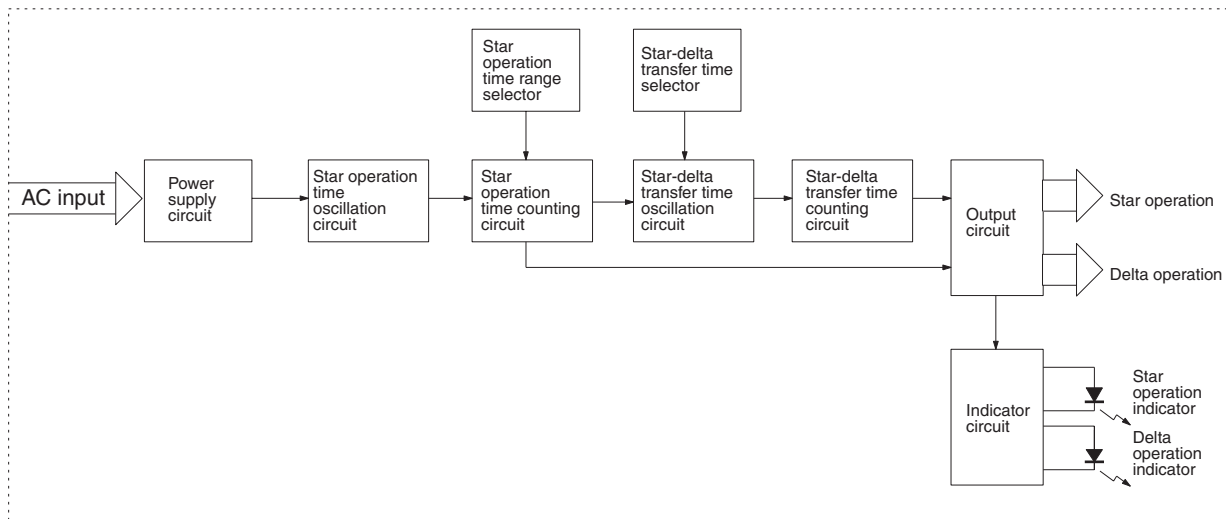 Star
operation
time range
selector
Star-delta
transfer time
selector
AC input
Power
supply
circuit
Star operation
time
oscillation
circuit
Star
operation
time counting
circuit
Star-delta
transfer time
oscillation
circuit
Star-delta
transfer time
counting
circuit
Output
circuit
Star operation
Delta operation
Indicator
circuit
Star
operation
indicator
Delta
operation
indicator